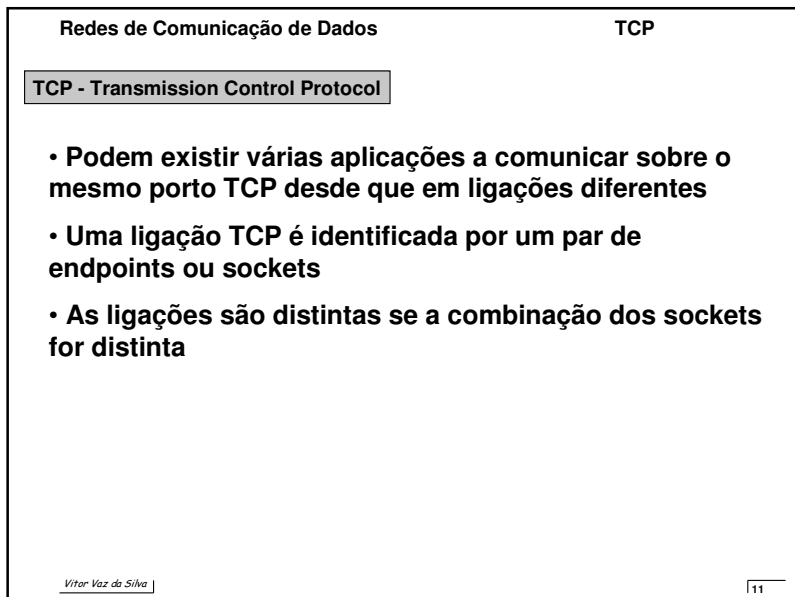 Redes de Comunicação de Dados TCP
TCP - Transmission Control Protocol
• Podem existir várias aplicações a comunicar sobre o
mesmo porto TCP desde que em ligações diferentes
• Uma ligação TCP é identificada por um par de
endpoints ou sockets
• As ligações são distintas se a combinação dos sockets
for distinta
Vitor Vaz da Silva 11